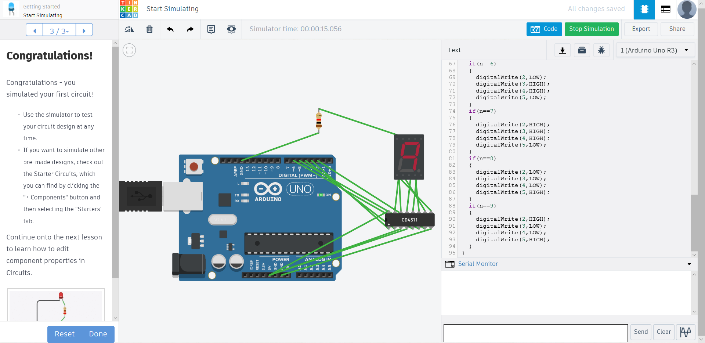 Getting Started
Start Simulating
TIN
KER
CAD
Start Simulating
All changes saved
3 / 3
Simulator time: 00:00:15.056
Code
Stop Simulation
Export
Share
Congratulations!
Congratulations - you
simulated your first circuit!
Use the simulator to test
your circuit design at any
time.
If you want to simulate other
pre made designs, check out
the Starter Circuits, which
you can find by clicking the
"+ Components" button and
then selecting the
tab
Continue onto the next lesson
to learn how to edit
component properties in
Circuits.
Reset
Done
DIGITAL (PWM~)
UNO
ARDUINO
POWER
CD4511
Text
1 (Arduino Uno R3)
{
digitalWrite(2,LOW);
digitalWrite(3,HIGH);
digitalWrite(4,HIGH);
digitalWrite(5,LOW);
}
if(n==7)
{
digitalWrite(2,HIGH);
digitalWrite(3,HIGH);
digitalWrite(4,HIGH);
digitalWrite(5,LOW);
}
if(n==8)
{
digitalWrite(2,LOW);
digitalWrite(3,LOW);
digitalWrite(4,LOW);
digitalWrite(5,HIGH);
}
if(n==9)
{
digitalWrite(2,HIGH);
digitalWrite(3,LOW);
digitalWrite(4,LOW);
digitalWrite(5,HIGH);
}
}
Serial Monitor
Send
Clear